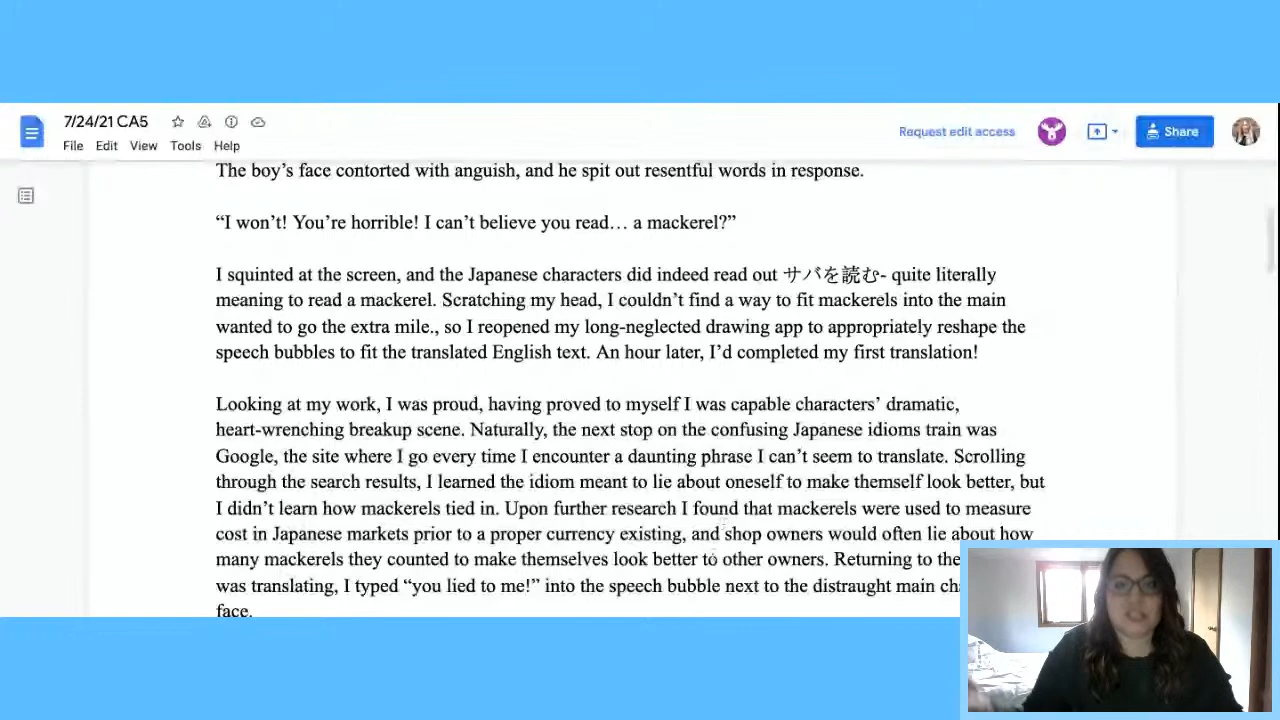 7/24/21 CA5
File Edit View Tools Help
Request edit access
Share
The boy’s face contorted with anguish, and he spit out resentful words in response.
“I won’t! You’re horrible! I can’t believe you read… a mackerel?”
I squinted at the screen, and the Japanese characters did indeed read out サバを読む- quite literally
meaning to read a mackerel. Scratching my head, I couldn’t find a way to fit mackerels into the main
wanted to go the extra mile., so I reopened my long-neglected drawing app to appropriately reshape the
speech bubbles to fit the translated English text. An hour later, I’d completed my first translation!
Looking at my work, I was proud, having proved to myself I was capable characters’ dramatic,
heart-wrenching breakup scene. Naturally, the next stop on the confusing Japanese idioms train was
Google, the site where I go every time I encounter a daunting phrase I can’t seem to translate. Scrolling
through the search results, I learned the idiom meant to lie about oneself to make themself look better, but
I didn’t learn how mackerels tied in. Upon further research I found that mackerels were used to measure
cost in Japanese markets prior to a proper currency existing, and shop owners would often lie about how
many mackerels they counted to make themselves look better to other owners. Returning to the
was translating, I typed “you lied to me!” into the speech bubble next to the distraught main cha
face.